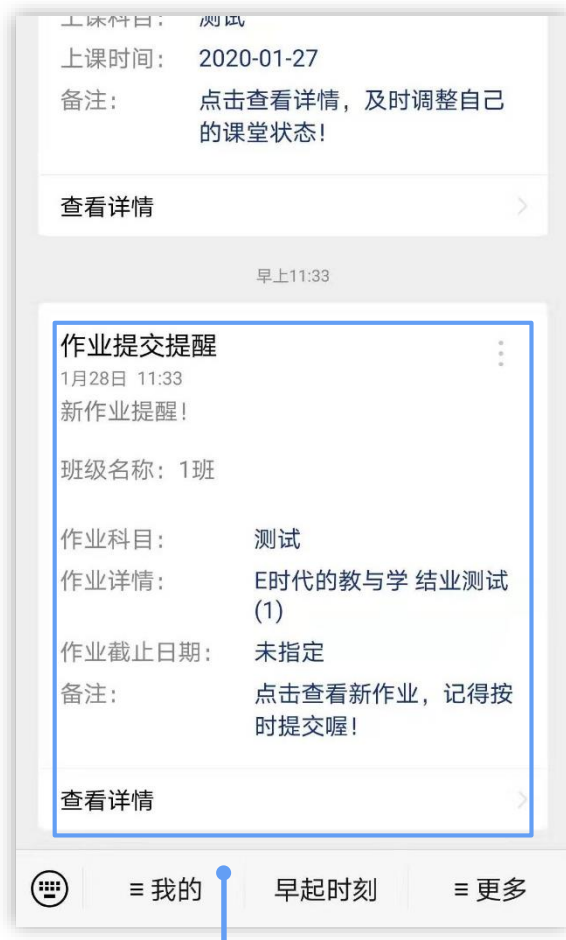 上课科目： 测试
上课时间： 2020-01-27
备注： 点击查看详情，及时调整自己
的课堂状态！
查看详情
早上11:33
作业提交提醒
1月28日 11:33
新作业提醒！
班级名称：1班
作业科目： 测试
作业详情： E时代的教与学 结业测试
(1)
作业截止日期： 未指定
备注： 点击查看新作业，记得按
时提交喔！
查看详情
≡ 我的 早起时刻 ≡ 更多